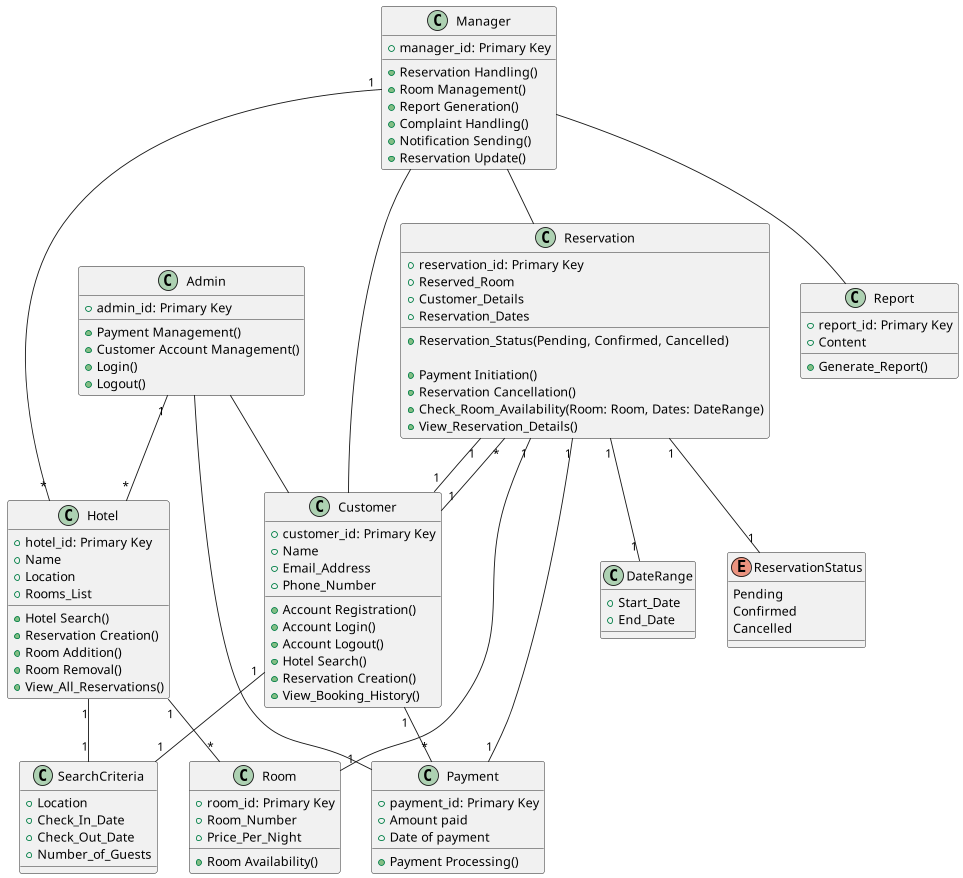 C Manager
manager_id: Primary Key
Reservation Handling()
Room Management()
Report Generation()
Complaint Handling()
Notification Sending()
Reservation Update()
1
*
C Reservation
reservation_id: Primary Key
Reserved_Room
Customer_Details
Reservation_Dates
Reservation_Status(Pending, Confirmed, Cancelled)
Payment Initiation()
Reservation Cancellation()
Check_Room_Availability(Room: Room, Dates: DateRange)
View_Reservation_Details()
C Admin
admin_id: Primary Key
Payment Management()
Customer Account Management()
Login()
Logout()
1
*
C Report
report_id: Primary Key
Content
Generate_Report()
1
*
1
1
1
1
1
1
1
1
C Hotel
hotel_id: Primary Key
Name
Location
Rooms_List
Hotel Search()
Reservation Creation()
Room Addition()
Room Removal()
View_All_Reservations()
C Customer
customer_id: Primary Key
Name
Email_Address
Phone_Number
Account Registration()
Account Login()
Account Logout()
Hotel Search()
Reservation Creation()
View_Booking_History()
C DateRange
Start_Date
End_Date
E ReservationStatus
Pending
Confirmed
Cancelled
1
1
1
1
1
*
1
*
1
1
C SearchCriteria
Location
Check_In_Date
Check_Out_Date
Number_of_Guests
C Room
room_id: Primary Key
Room_Number
Price_Per_Night
Room Availability()
C Payment
payment_id: Primary Key
Amount paid
Date of payment
Payment Processing()